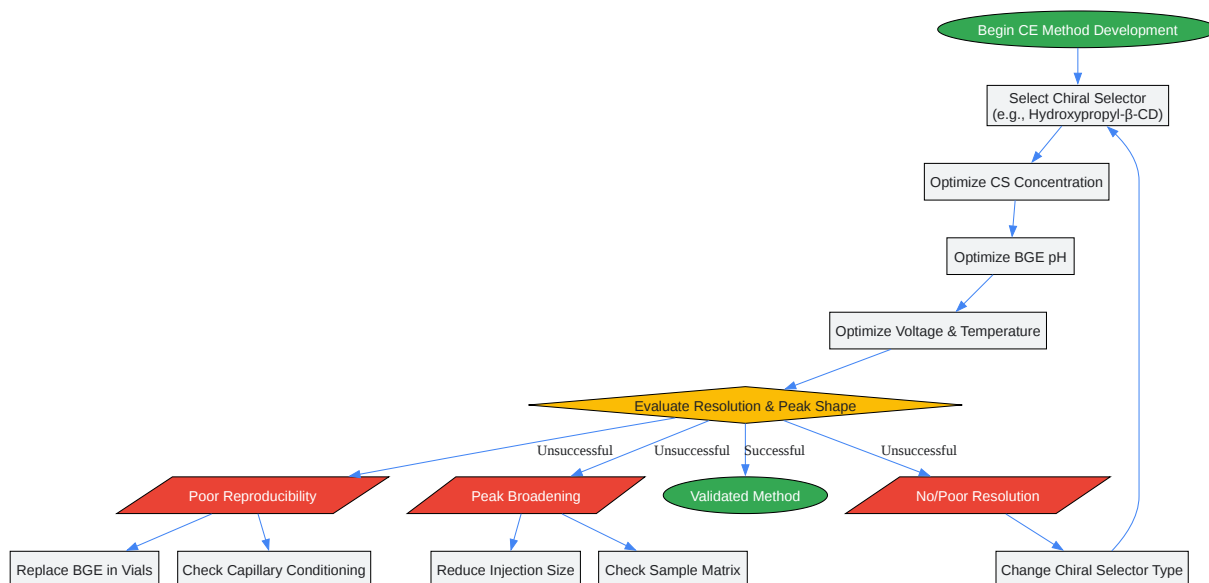 Begin CE Method Development
Select Chiral Selector
(e.g., Hydroxypropyl-β-CD)
Optimize CS Concentration
Optimize BGE pH
Optimize Voltage & Temperature
Evaluate Resolution & Peak Shape
Unsuccessful
Unsuccessful
Successful
Unsuccessful
Poor Reproducibility
Peak Broadening
Validated Method
No/Poor Resolution
Replace BGE in Vials
Check Capillary Conditioning
Reduce Injection Size
Check Sample Matrix
Change Chiral Selector Type